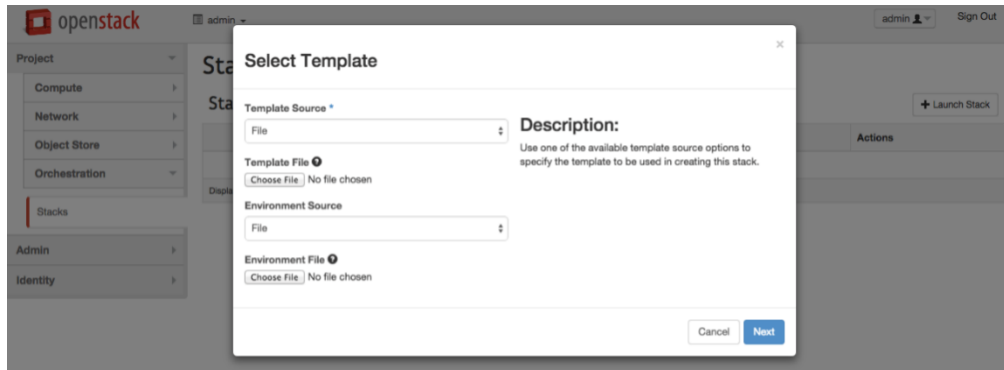 openstack
admin
admin
Sign Out
Project
Compute
Network
Object Store
Orchestration
Stacks
Admin
Identity
Sta
Sta
Launch Stack
Actions
Displa
Select Template
×
Template Source *
File
Template File
Choose File No file chosen
Environment Source
File
Environment File
Choose File No file chosen
Description:
Use one of the available template source options to
specify the template to be used in creating this stack.
Cancel
Next